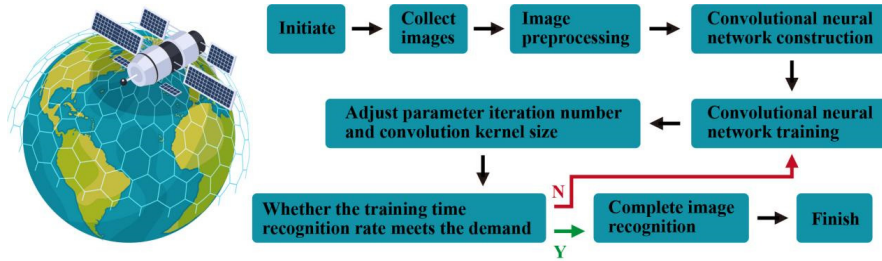 Initiate
Collect
images
Image
preprocessing
Convolutional neural
network construction
Adjust parameter iteration number
and convolution kernel size
Convolutional neural
network training
N
Whether the training time
recognition rate meets the demand
Y
Complete image
recognition
Finish